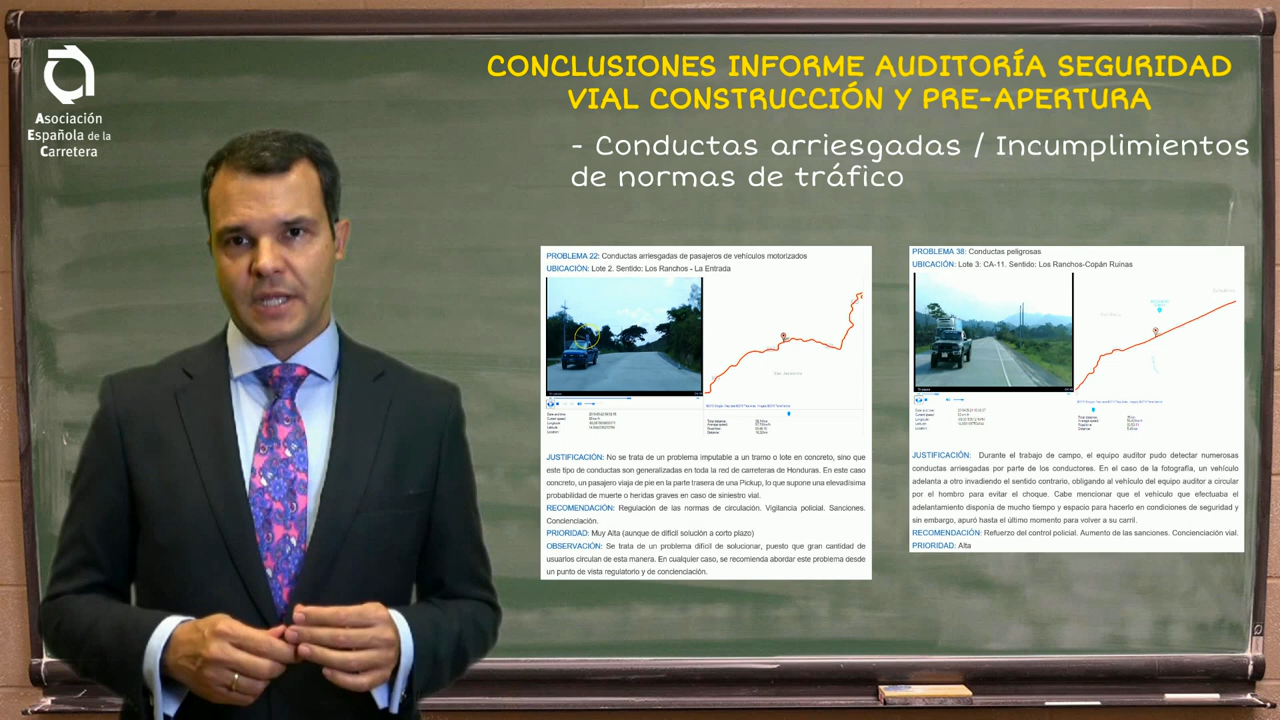 Asociación
Española de la
Carretera
CONCLUSIONES INFORME AUDITORÍA SEGURIDAD
VIAL CONSTRUCCIÓN Y PRE-APERTURA
- Conductas arriesgadas / Incumplimientos
de normas de tráfico
PROBLEMA 22: Conductas arriesgadas de pasajeros de vehículos motorizados
UBICACIÓN: Lote 2. Sentido: Los Ranchos - La Entrada
JUSTIFICACIÓN: No se trata de un problema imputable a un tramo o lote en concreto, sino que
este tipo de conductas son generalizadas en toda la red de carreteras de Honduras. En este caso
concreto, un pasajero viaja de pie en la parte trasera de una Pickup, lo que supone una elevadísima
probabilidad de muerte o heridas graves en caso de siniestro vial.
RECOMENDACIÓN: Regulación de las normas de circulación. Vigilancia policial. Sanciones.
Concienciación.
PRIORIDAD: Muy Alta (aunque de difícil solución a corto plazo)
OBSERVACIÓN: Se trata de un problema difícil de solucionar, puesto que gran cantidad de
usuarios circulan de esta manera. En cualquier caso, se recomienda abordar este problema desde
un punto de vista regulatorio y de concienciación.
PROBLEMA 38: Conductas peligrosas
UBICACIÓN: Lote 3: CA-11. Sentido: Los Ranchos-Copán Ruinas
JUSTIFICACIÓN: Durante el trabajo de campo, el equipo auditor pudo detectar numerosas
conductas arriesgadas por parte de los conductores. En el caso de la fotografía, un vehículo
adelanta a otro invadiendo el sentido contrario, obligando al vehículo del equipo auditor a circular
por el hombro para evitar el choque. Cabe mencionar que el vehículo que efectuaba el
adelantamiento disponía de mucho tiempo y espacio para hacerlo en condiciones de seguridad y
sin embargo, apuró hasta el último momento para volver a su carril.
RECOMENDACIÓN: Refuerzo del control policial. Aumento de las sanciones. Concienciación vial.
PRIORIDAD: Alta